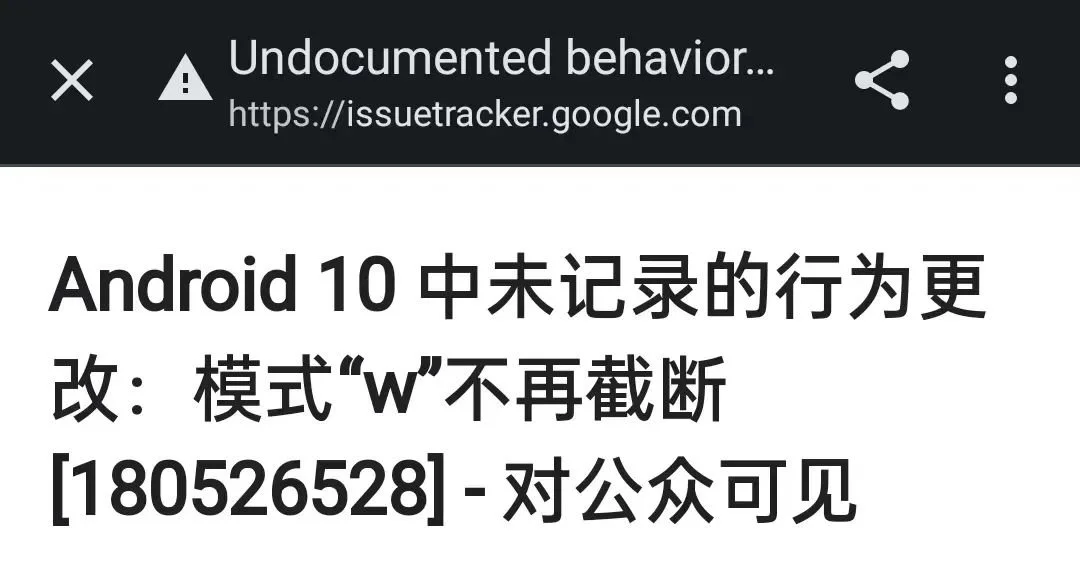 Undocumented behavior...
https://issuetracker.google.com
Android 10 中未记录的行为更
改：模式“w”不再截断
[180526528] - 对公众可见